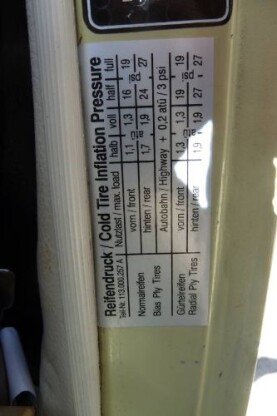 Reifendruck / Cold Tire Inflation Pressure
Teil-Nr. 113.000.257 A Nutzlast / max. load halb voll half full
Normalreifen vorn / front 1,1 1,3 16 19
atü psi
Bias Ply Tires hinten / rear 1,7 1,9 24 27
Autobahn / Highway + 0,2 atü / 3 psi
Gürtelreifen vorn / front 1,3 1,3 19 19
atü psi
Radial Ply Tires hinten / rear 1,9 1,9 27 27